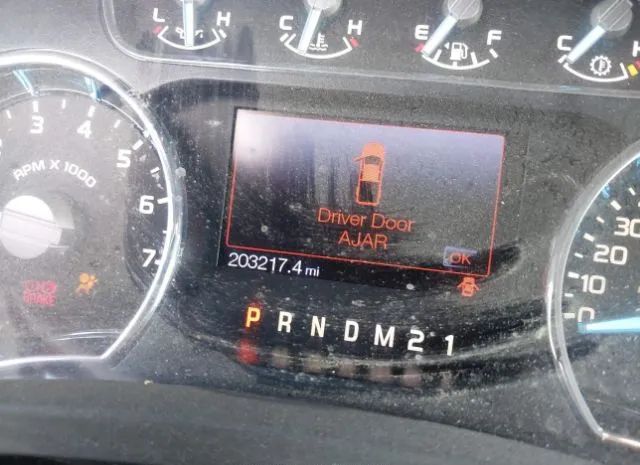 L H
C H
E F
C H
3 4 5 6 7
RPM X 1000
BRAKE
Driver Door
AJAR
OK
203217.4 mi
P R N D M 2 1
30
20
10
0